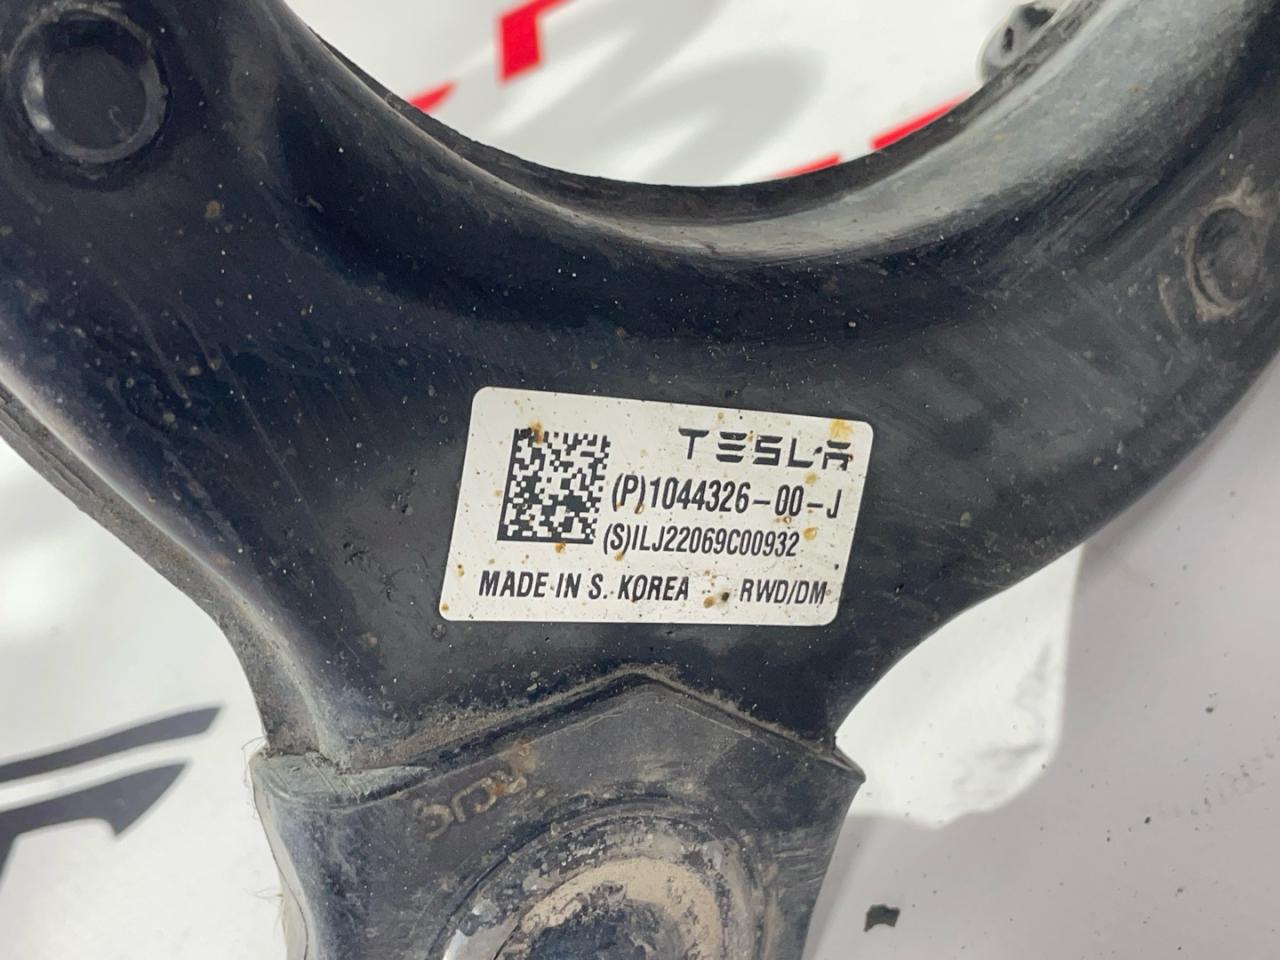 TESLA
(P)1044326-00-J
(S)ILJ22069C00932
MADE IN S. KOREA RWD/DM